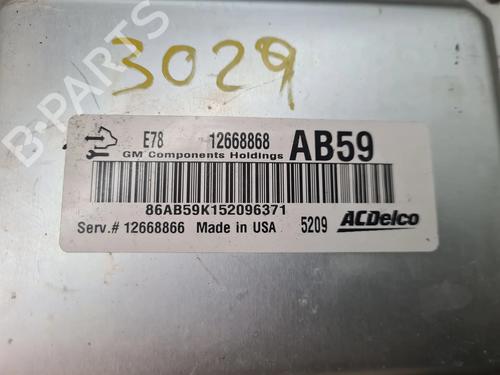 B-PARTS
3029
E78 12668868 AB59
GM Components Holdings
86AB59K152096371
Serv.# 12668866 Made in USA 5209 ACDelco